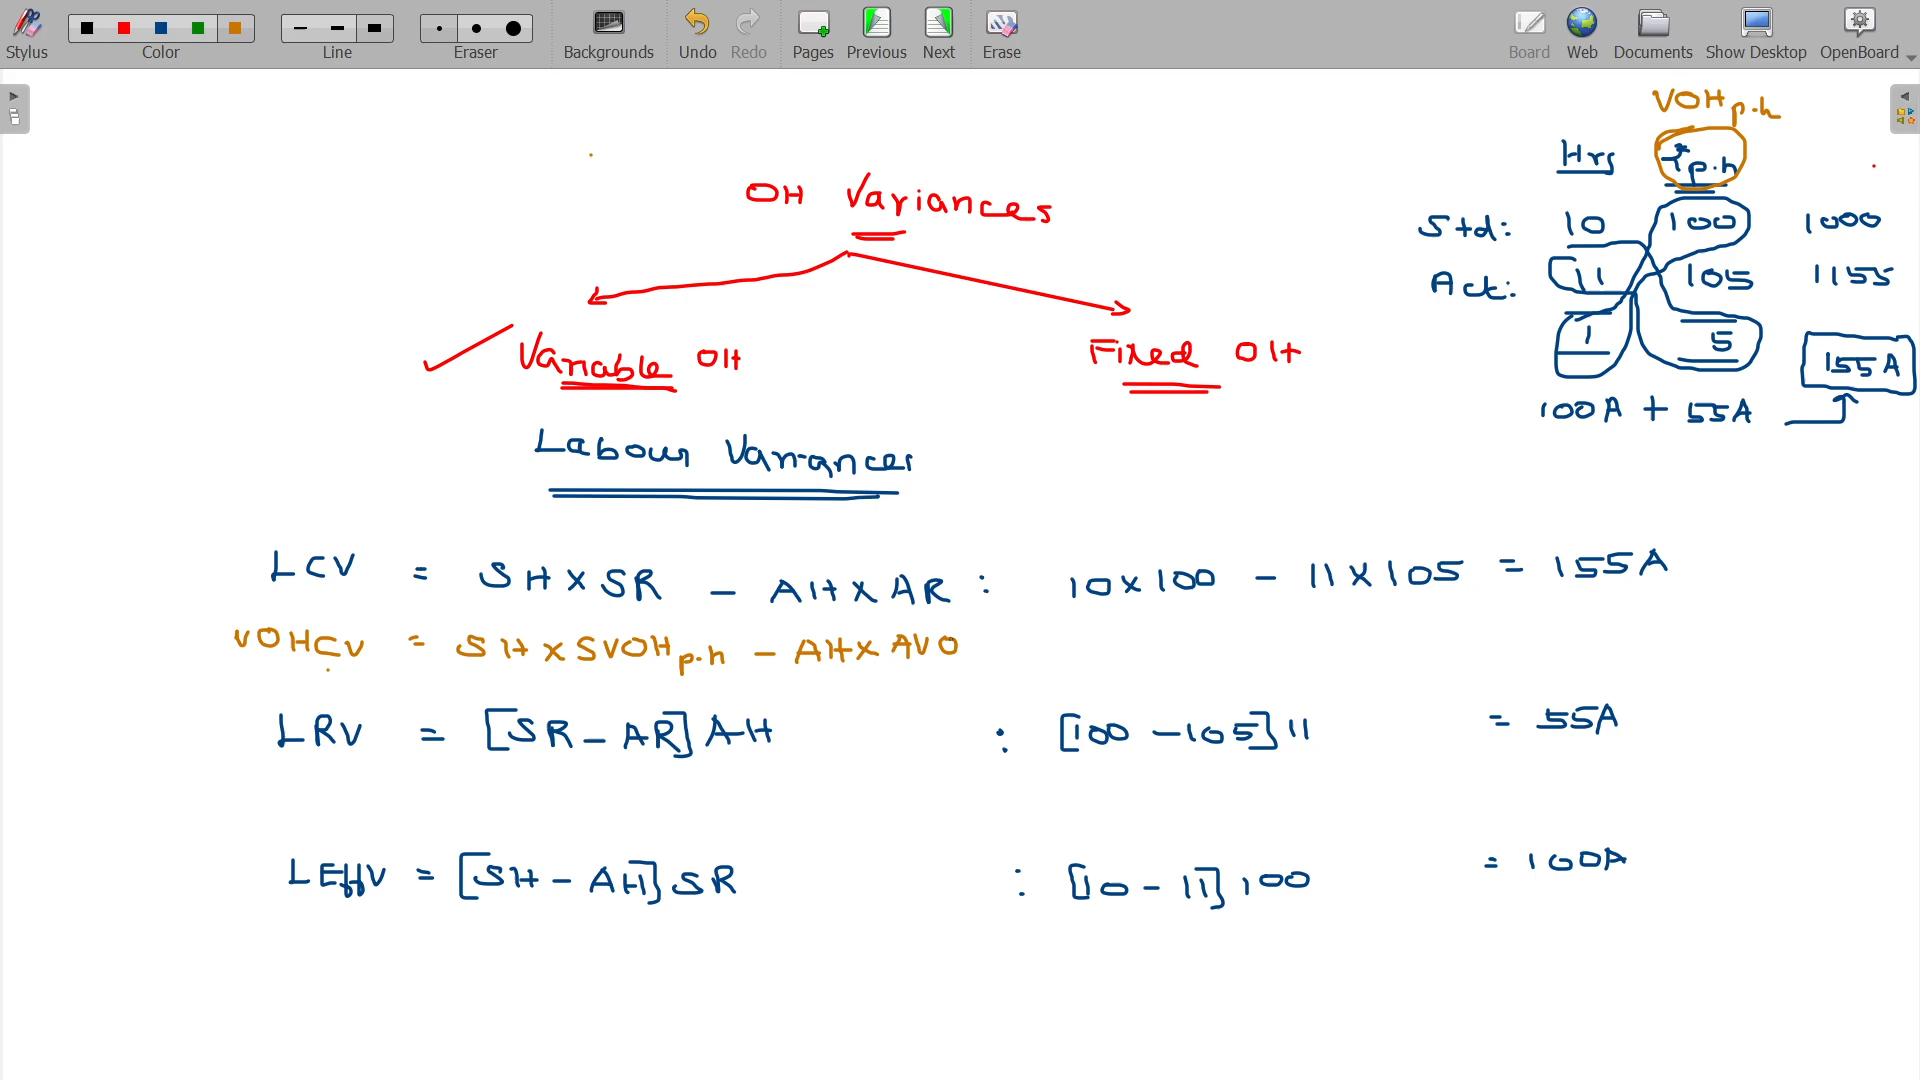 Stylus Color Line Eraser Backgrounds Undo Redo Pages Previous Next Erase Board Web Documents Show Desktop OpenBoard
VOH p.h
Hrs ₹ p.h
OH Variances
Std: 10 100 1000
Act: 11 105 1155
1 5 155A
Variable OH Fixed OH
100A + 55A
Labour Variances
LCV = SH x SR - AH x AR : 10 x 100 - 11 x 105 = 155A
VOHCV = SH x SVOH p.h - AH x AVO
LRV = [SR - AR] AH : [100 - 105] 11 = 55A
LEffV = [SH - AH] SR : [10 - 11] 100 = 100A